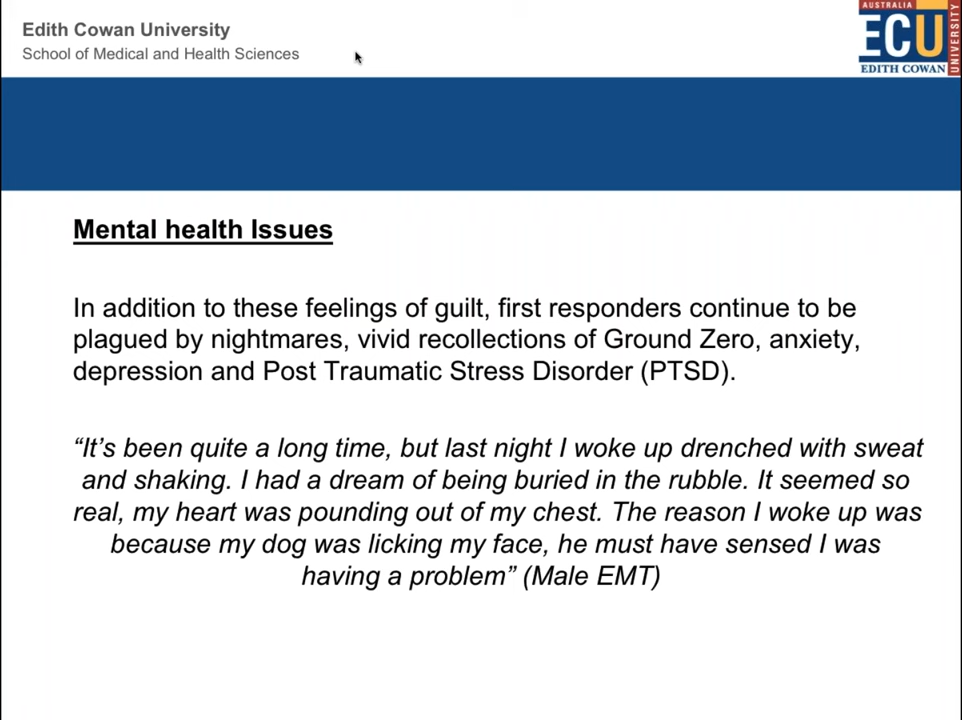 Edith Cowan University
School of Medical and Health Sciences
AUSTRALIA
ECU
EDITH COWAN
UNIVERSITY
Mental health Issues
In addition to these feelings of guilt, first responders continue to be
plagued by nightmares, vivid recollections of Ground Zero, anxiety,
depression and Post Traumatic Stress Disorder (PTSD).
“It’s been quite a long time, but last night I woke up drenched with sweat
and shaking. I had a dream of being buried in the rubble. It seemed so
real, my heart was pounding out of my chest. The reason I woke up was
because my dog was licking my face, he must have sensed I was
having a problem” (Male EMT)